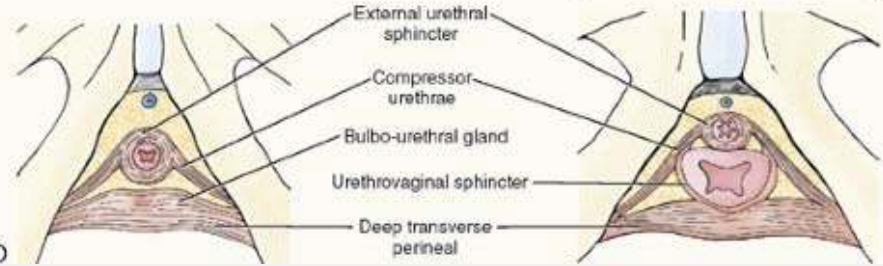 External urethral
sphincter
Compressor
urethrae
Bulbo-urethral gland
Urethrovaginal sphincter
Deep transverse
perineal